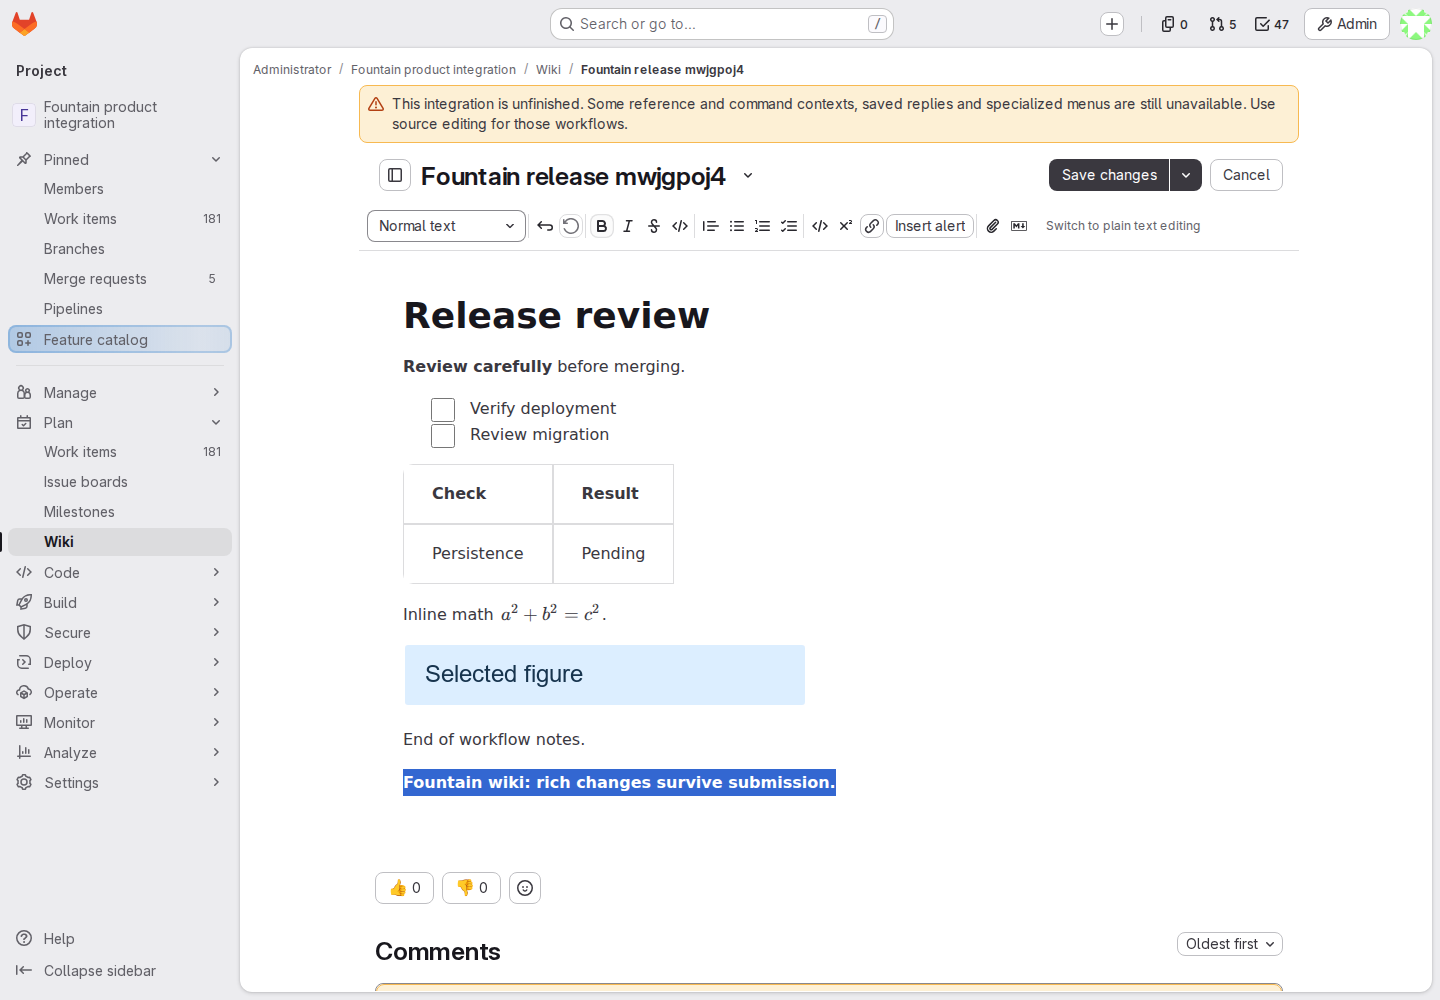 Search or go to...
/
0
5
47
Admin
Project
F
Fountain product integration
Pinned
Members
Work items 181
Branches
Merge requests 5
Pipelines
Feature catalog
Manage
Plan
Work items 181
Issue boards
Milestones
Wiki
Code
Build
Secure
Deploy
Operate
Monitor
Analyze
Settings
Help
Collapse sidebar
Administrator / Fountain product integration / Wiki / Fountain release mwjgpoj4
This integration is unfinished. Some reference and command contexts, saved replies and specialized menus are still unavailable. Use
source editing for those workflows.
Fountain release mwjgpoj4
Save changes
Cancel
Normal text
Insert alert
Switch to plain text editing
Release review
Review carefully before merging.
Verify deployment
Review migration
Check Result
Persistence Pending
Inline math a² + b² = c².
Selected figure
End of workflow notes.
Fountain wiki: rich changes survive submission.
👍 0
👎 0
Comments
Oldest first